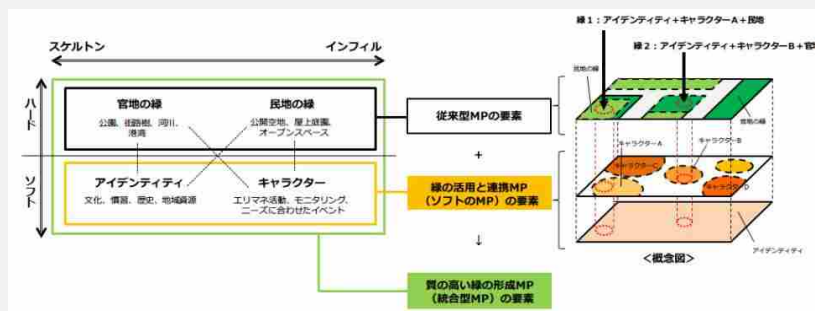 スケルトン
インフィル
ハード
ソフト
官地の緑
公園、街路樹、河川、
港湾
民地の緑
公開空地、屋上庭園、
オープンスペース
アイデンティティ
文化、慣習、歴史、地域資源
キャラクター
エリマネ活動、モニタリング、
ニーズに合わせたイベント
従来型MPの要素
+
緑の活用と連携MP
(ソフトのMP)の要素
↓
質の高い緑の形成MP
(統合型MP)の要素
緑1:アイデンティティ+キャラクターA+民地
緑2:アイデンティティ+キャラクターB+官
民地の緑
官地の緑
キャラクターA
キャラクターB
キャラクターC
キャラクターD
アイデンティティ
<概念図>